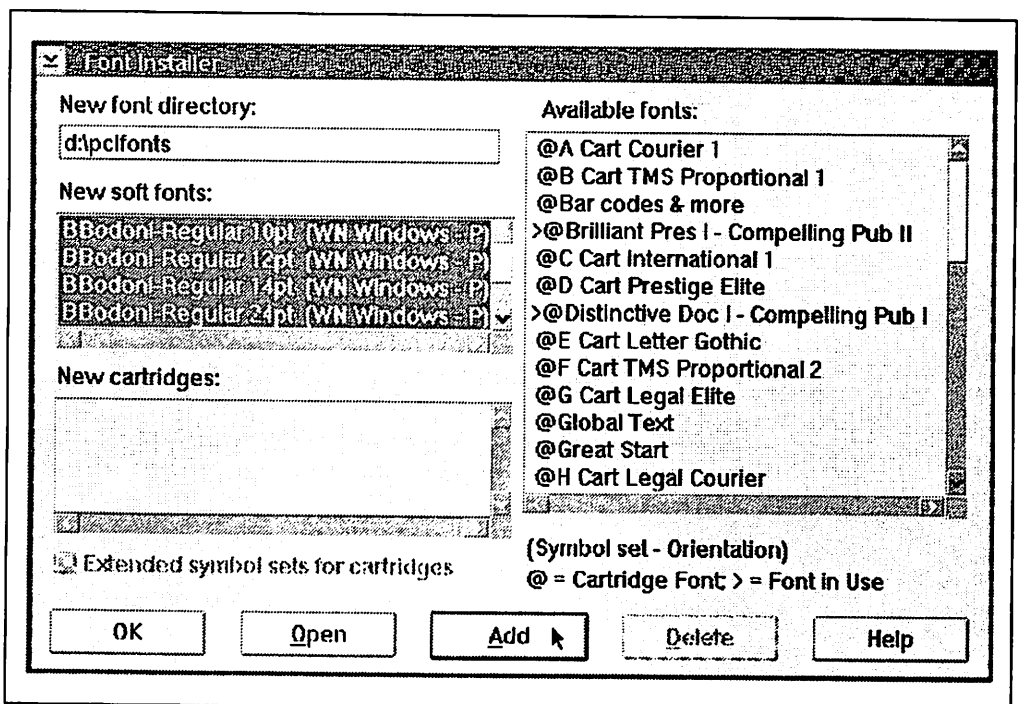 Font Installer
New font directory:
d:\pclfonts
New soft fonts:
BBodoni-Regular 10pt. (WN Windows - P)
BBodoni-Regular 12pt. (WN Windows - P)
BBodoni-Regular 14pt. (WN Windows - P)
BBodoni-Regular 24pt. (WN Windows - P)
New cartridges:
Extended symbol sets for cartridges
Available fonts:
@A Cart Courier 1
@B Cart TMS Proportional 1
@Bar codes & more
>@Brilliant Pres I - Compelling Pub II
@C Cart International 1
@D Cart Prestige Elite
>@Distinctive Doc I - Compelling Pub I
@E Cart Letter Gothic
@F Cart TMS Proportional 2
@G Cart Legal Elite
@Global Text
@Great Start
@H Cart Legal Courier
(Symbol set - Orientation)
@ = Cartridge Font; > = Font in Use
OK
Open
Add
Delete
Help